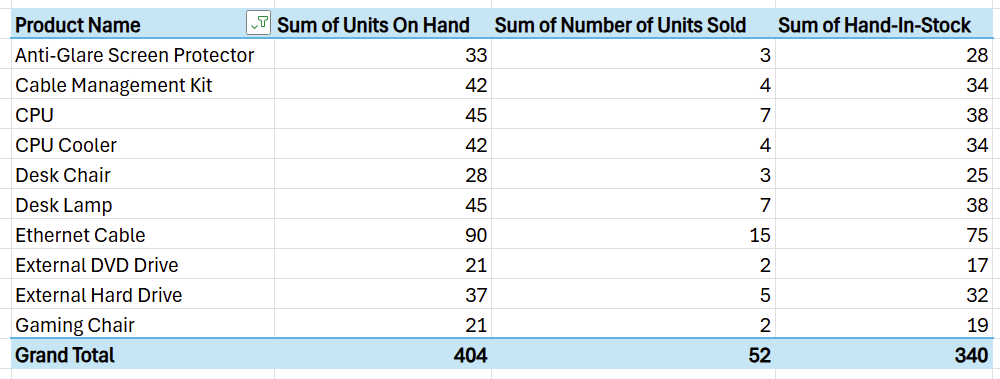 Product Name Sum of Units On Hand Sum of Number of Units Sold Sum of Hand-In-Stock
Anti-Glare Screen Protector 33 3 28
Cable Management Kit 42 4 34
CPU 45 7 38
CPU Cooler 42 4 34
Desk Chair 28 3 25
Desk Lamp 45 7 38
Ethernet Cable 90 15 75
External DVD Drive 21 2 17
External Hard Drive 37 5 32
Gaming Chair 21 2 19
Grand Total 404 52 340